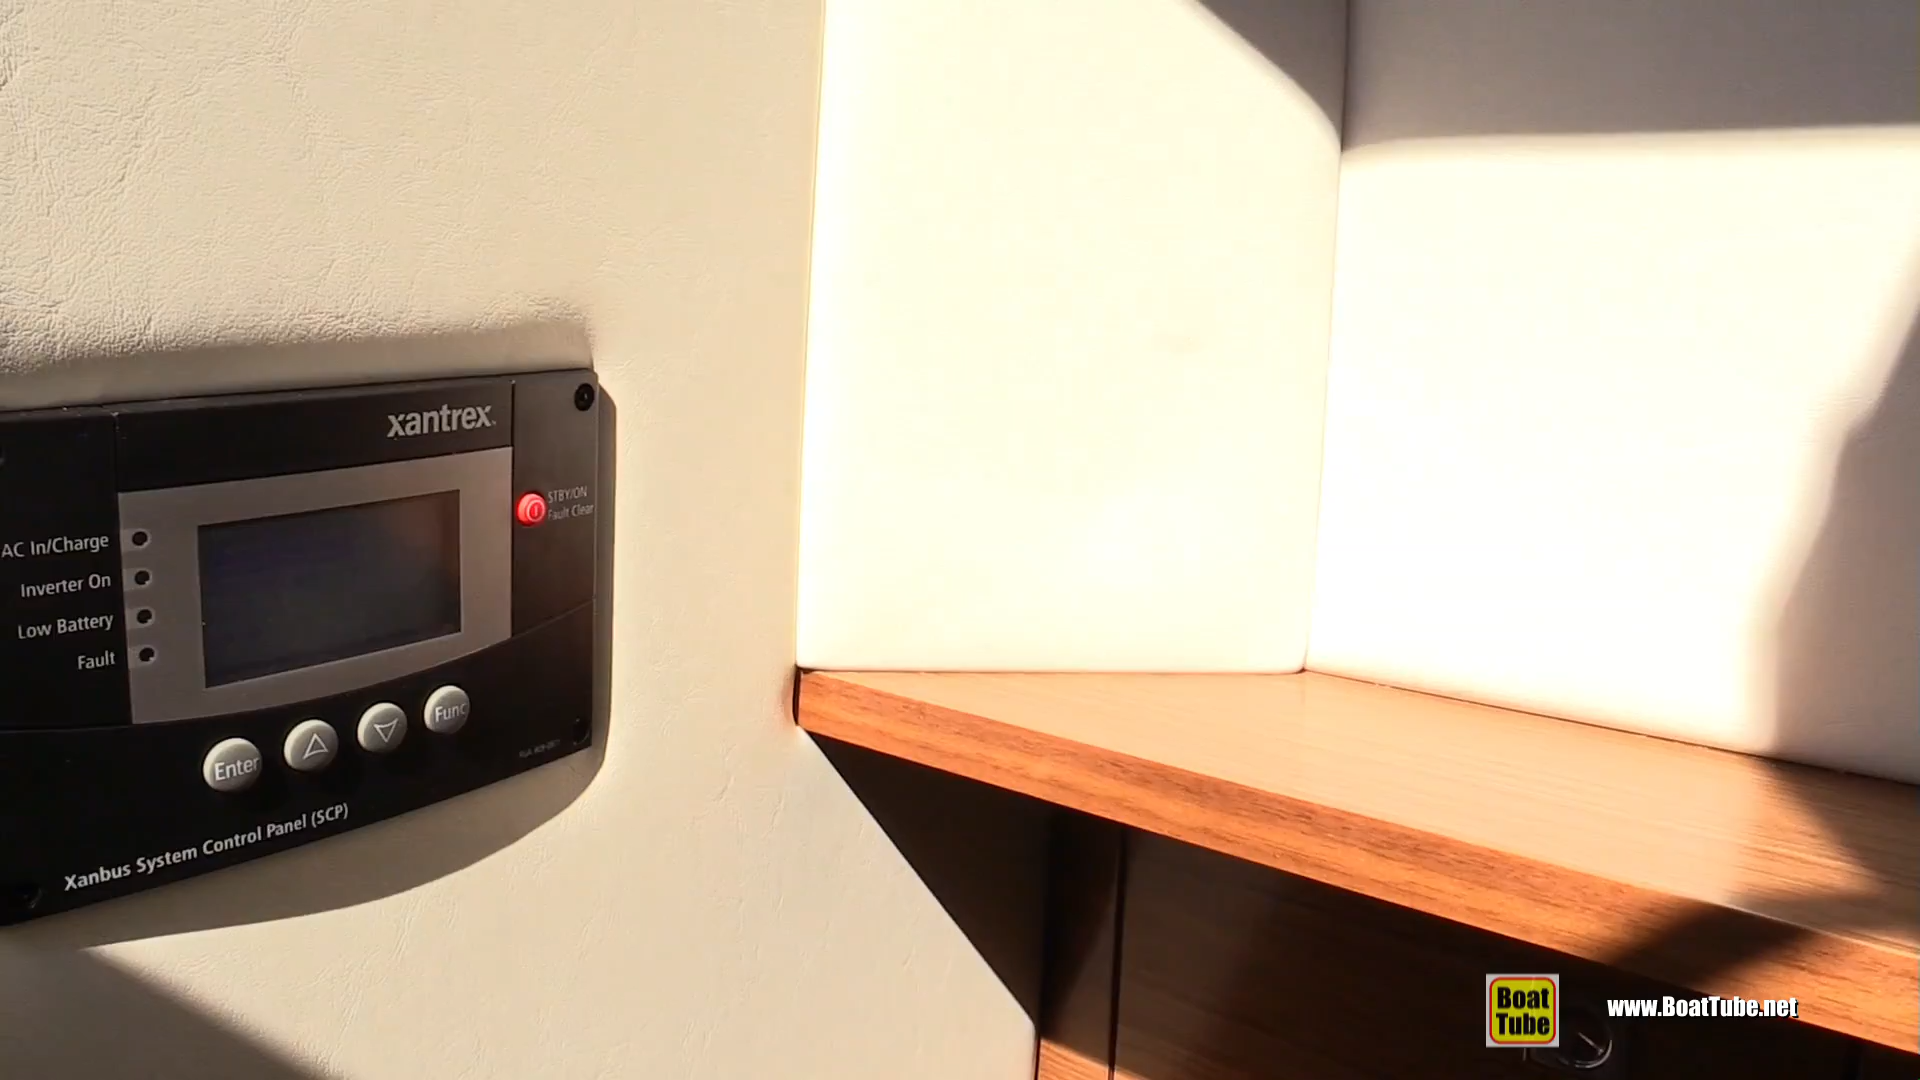 xantrex
STBY/ON
Fault Clear
AC In/Charge
Inverter On
Low Battery
Fault
Enter
Func
Xanbus System Control Panel (SCP)
Boat
Tube
www.BoatTube.net